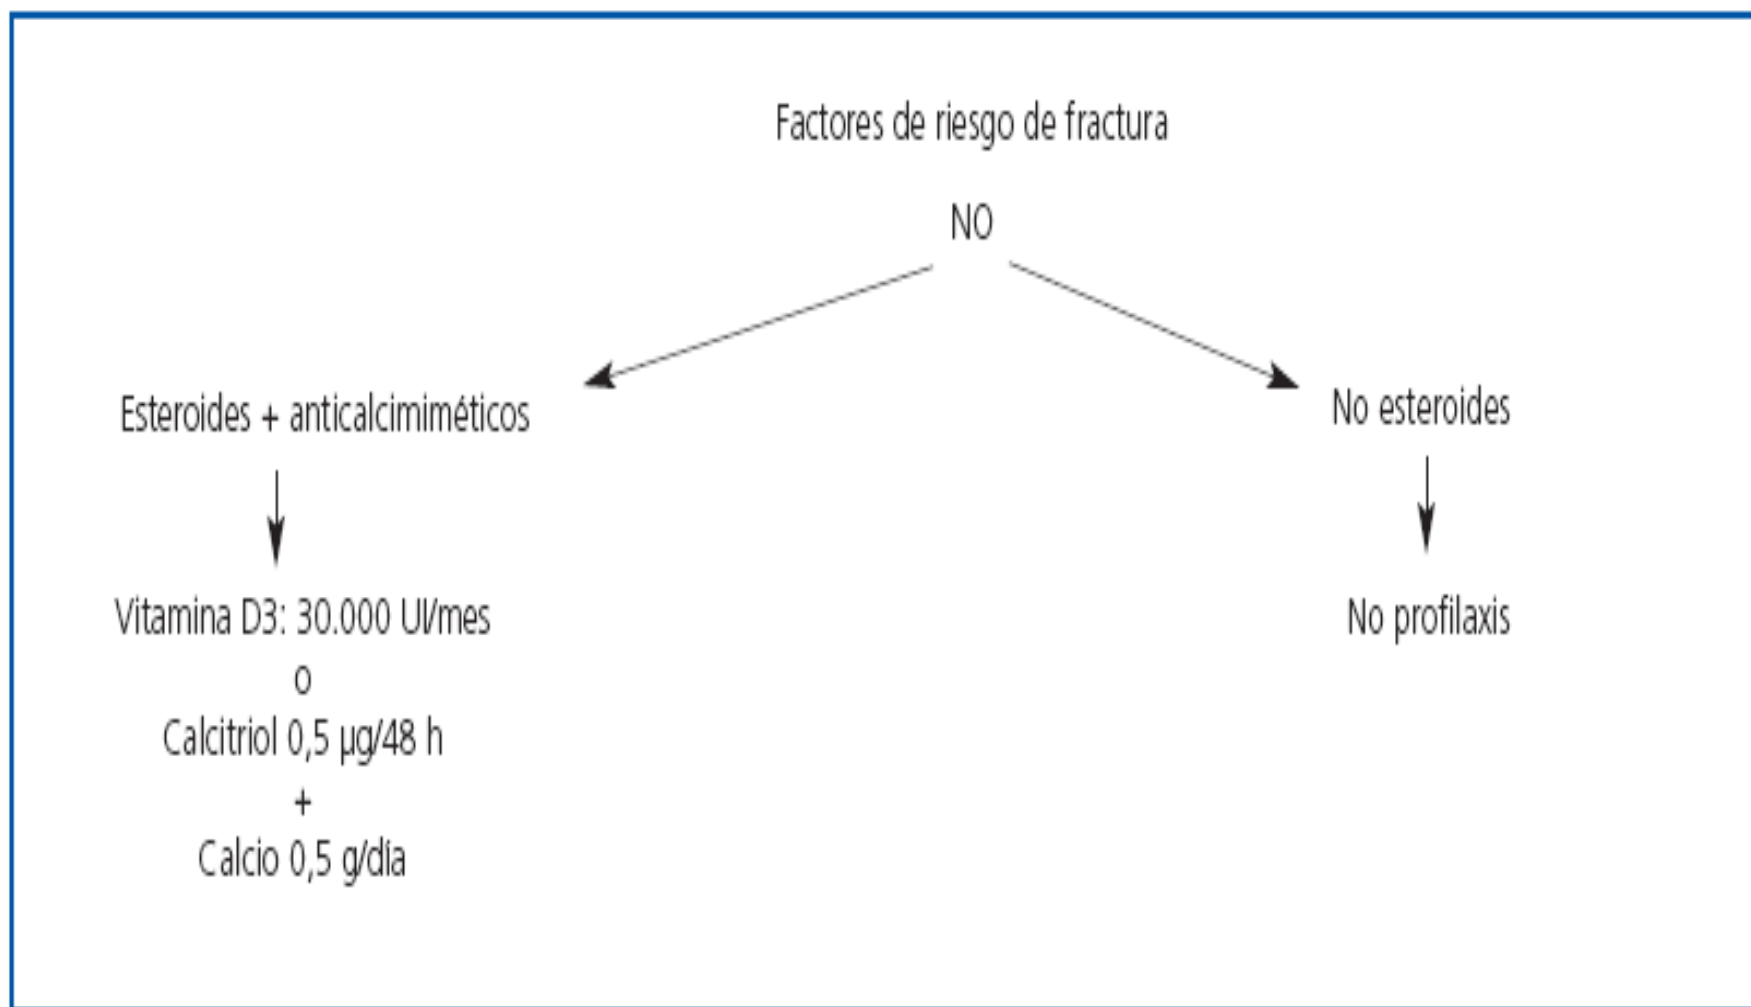 Factores de riesgo de fractura
NO
Esteroides + anticalcimiméticos
No esteroides
Vitamina D3: 30.000 UI/mes
o
Calcitriol 0,5 µg/48 h
+
Calcio 0,5 g/día
No profilaxis